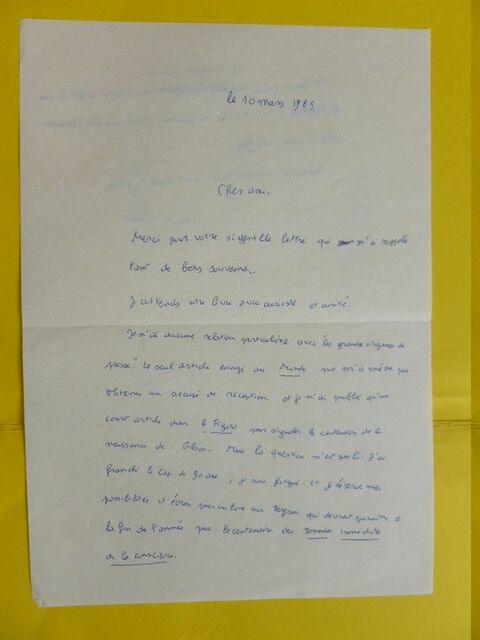 le 10 mars 1989
Cher ami.
Merci pour votre si gentille lettre qui m'a rappelé
tant de bons souvenirs..
J'attends votre livre avec curiosité et amitié.
Je n'ai aucune relation particulière avec "les grands organes de
presse". Le seul article envoyé au Monde ne m'a même pas
obtenu un accusé de réception et je n'ai publié qu'un
court article dans le Figaro pour signaler le centenaire de la
naissance de Gilson. Mais la question n'est pas là. J'ai
franchi le cap de 90 ans, je suis fatigué et je réserve mes
possibilités d'écrire pour un livre sur Bergson qui devrait paraître à
la fin de l'année pour le centenaire des Données immédiates
de la conscience.